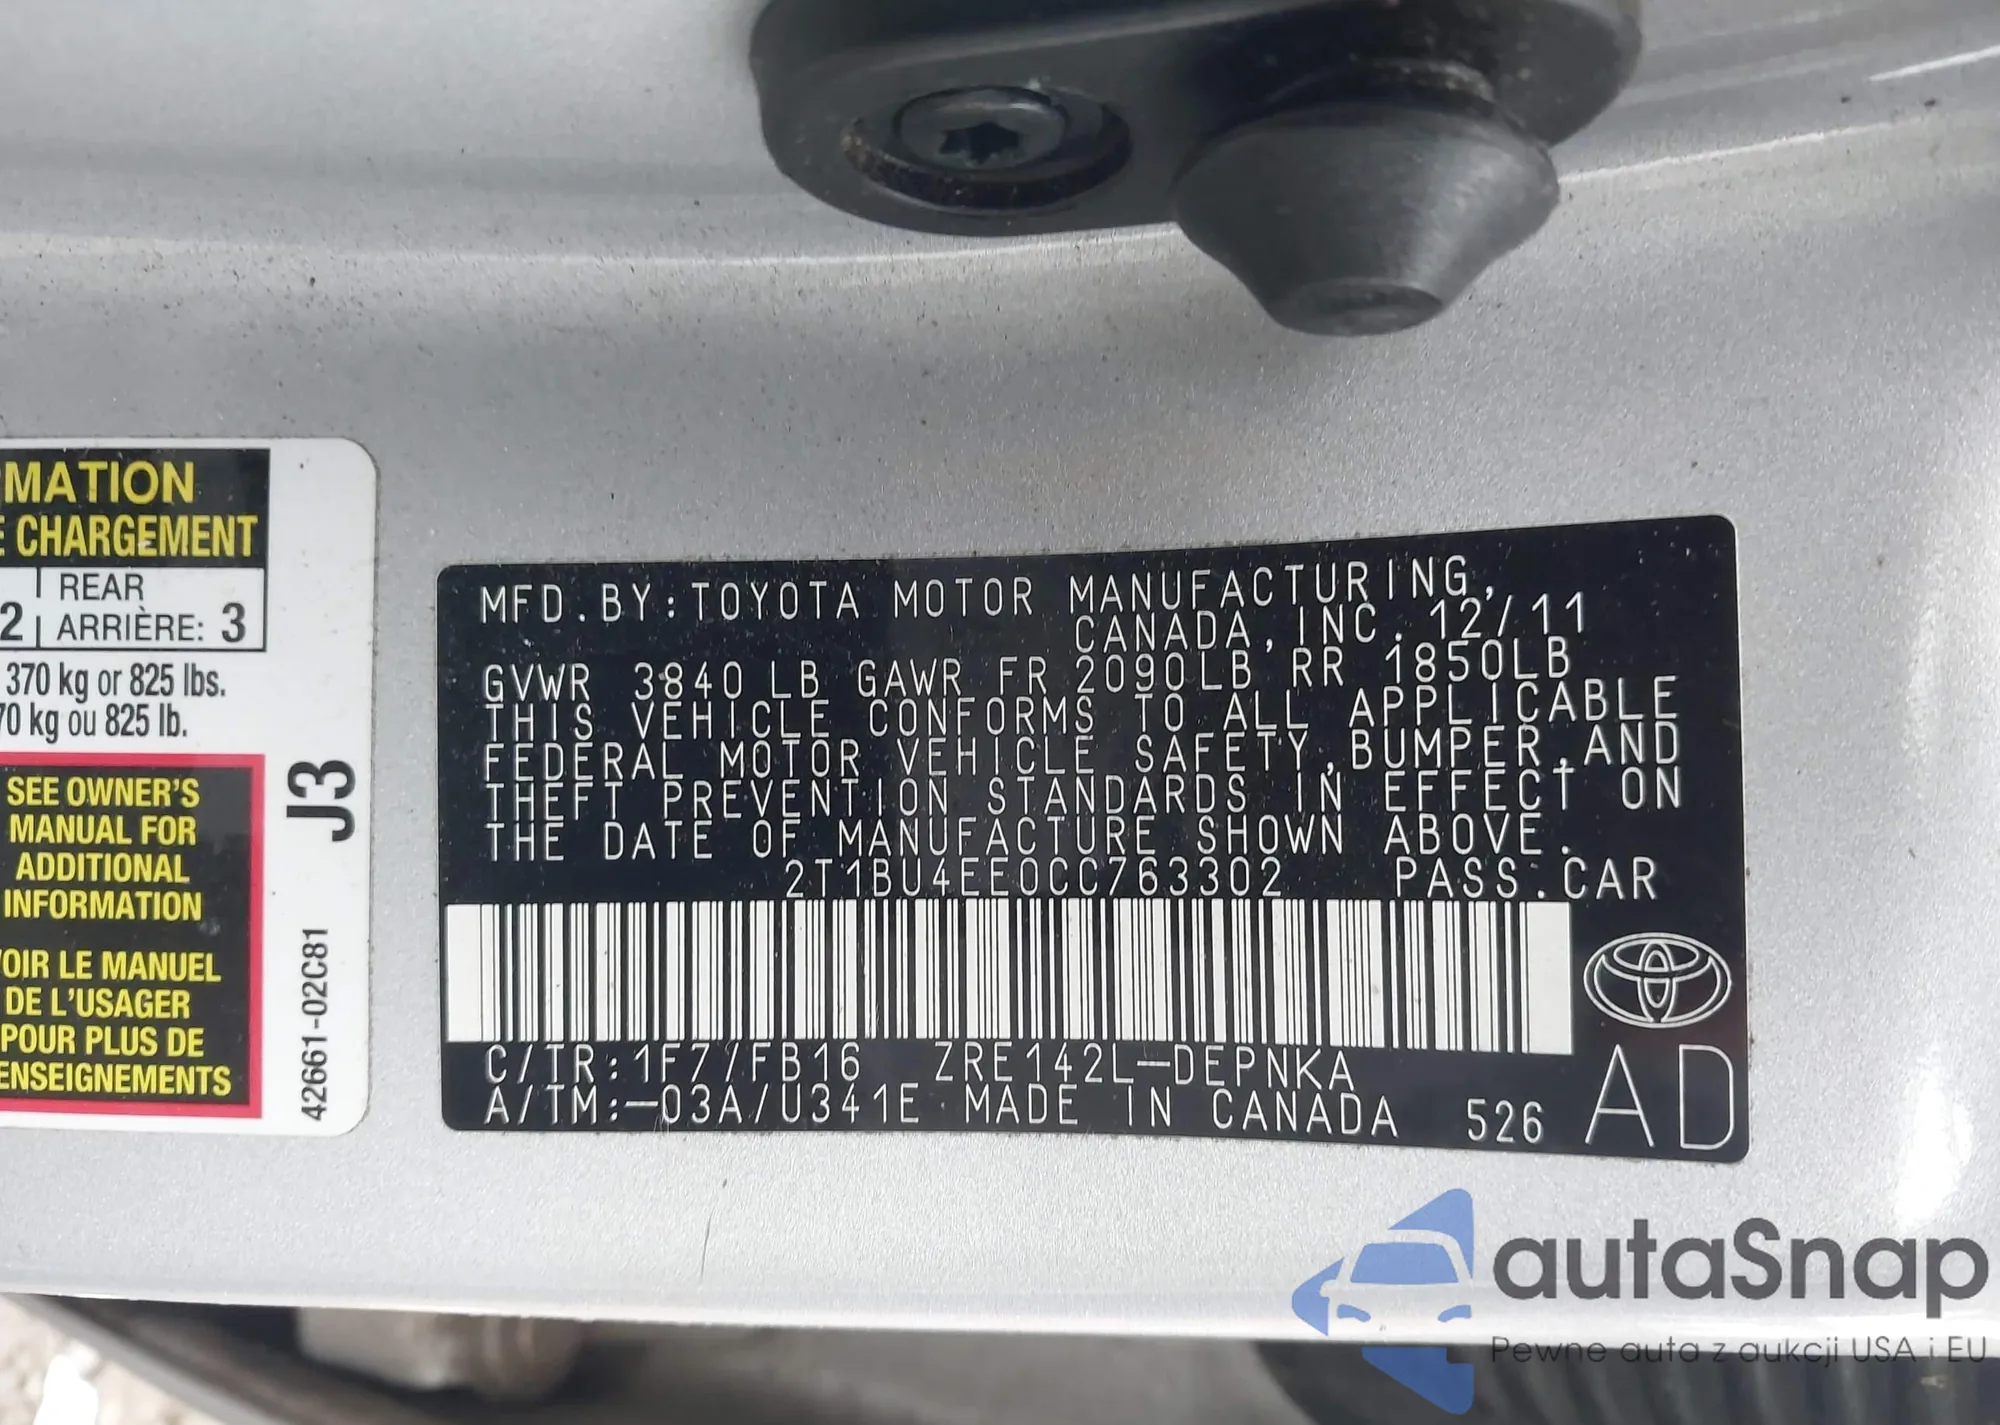 MATION
E CHARGEMENT
2 | REAR
ARRIÈRE: 3
370 kg or 825 lbs.
70 kg ou 825 lb.
SEE OWNER'S
MANUAL FOR
ADDITIONAL
INFORMATION
OIR LE MANUEL
DE L'USAGER
POUR PLUS DE
ENSEIGNEMENTS
J3
42661-02C81
MFD.BY:TOYOTA MOTOR MANUFACTURING,
CANADA,INC. 12/11
GVWR 3840 LB GAWR FR 2090LB RR 1850LB
THIS VEHICLE CONFORMS TO ALL APPLICABLE
FEDERAL MOTOR VEHICLE SAFETY,BUMPER,AND
THEFT PREVENTION STANDARDS IN EFFECT ON
THE DATE OF MANUFACTURE SHOWN ABOVE.
2T1BU4EE0CC763302 PASS.CAR
C/TR:1F7/FB16 ZRE142L-DEPNKA
A/TM:-03A/U341E MADE IN CANADA 526
AD
autaSnap
Pewne auta z aukcji USA i EU